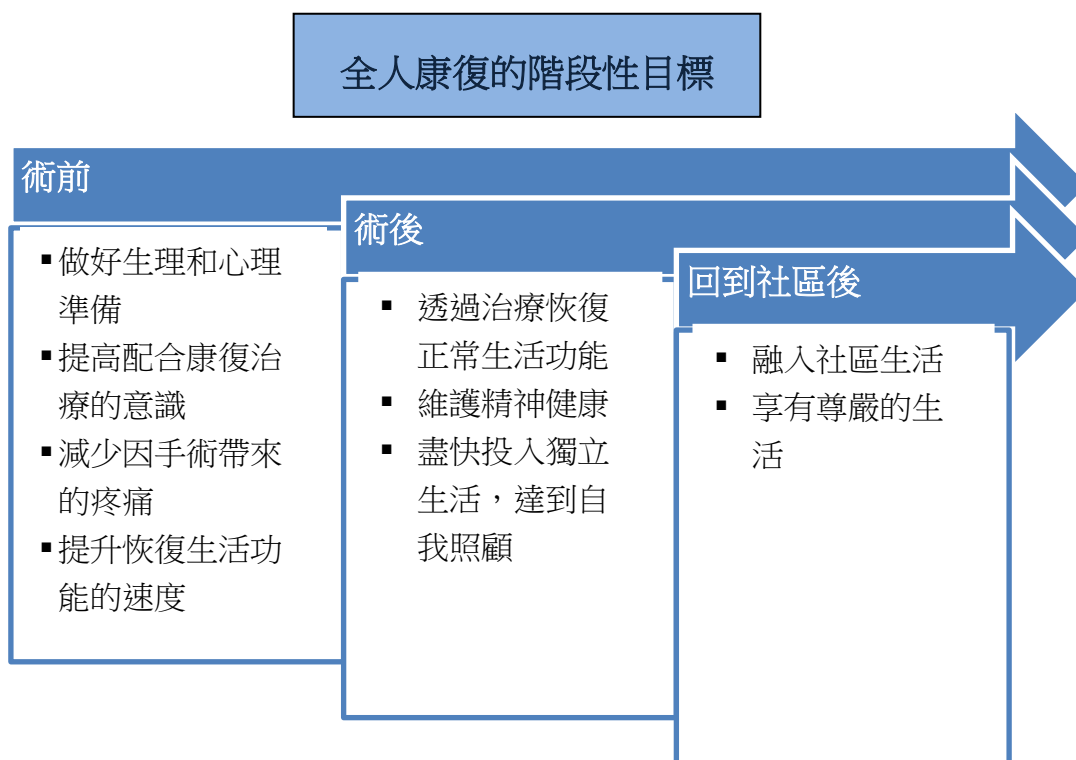 全人康復的階段性目標
術前
▪做好生理和心理
準備
▪提高配合康復治
療的意識
▪減少因手術帶來
的疼痛
▪提升恢復生活功
能的速度
術後
▪ 透過治療恢復
正常生活功能
▪ 維護精神健康
▪ 盡快投入獨立
生活，達到自
我照顧
回到社區後
▪ 融入社區生活
▪ 享有尊嚴的生
活